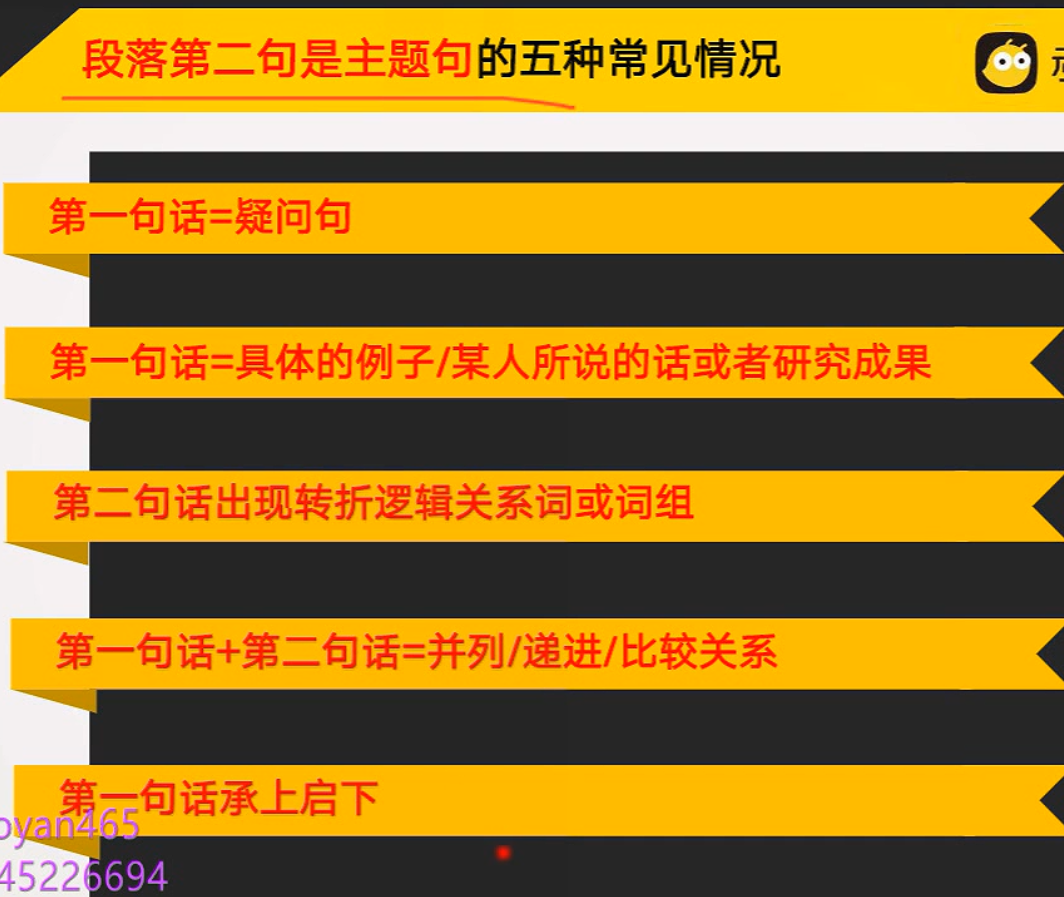 段落第二句是主题句的五种常见情况
第一句话=疑问句
第一句话=具体的例子/某人所说的话或者研究成果
第二句话出现转折逻辑关系词或词组
第一句话+第二句话=并列/递进/比较关系
第一句话承上启下
oyan465
45226694